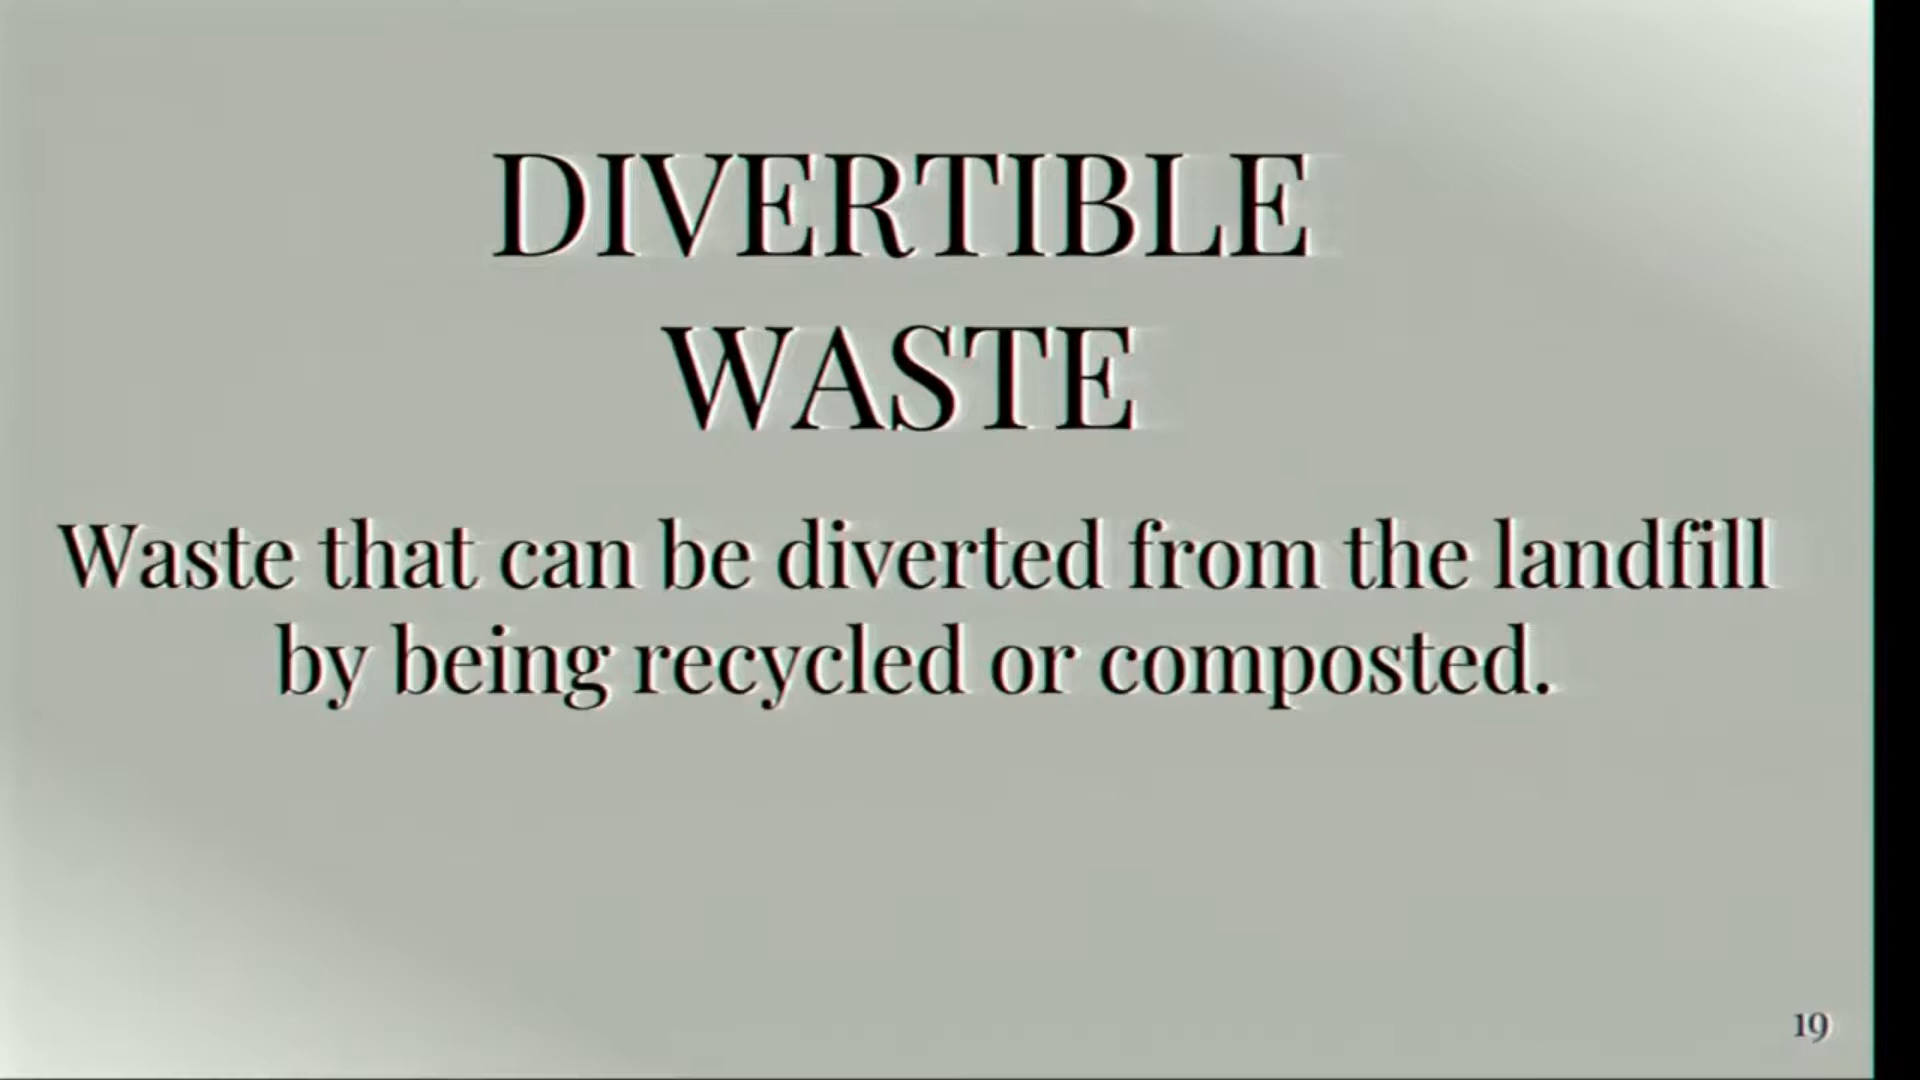 DIVERTIBLE
WASTE
Waste that can be diverted from the landfill
by being recycled or composted.
19